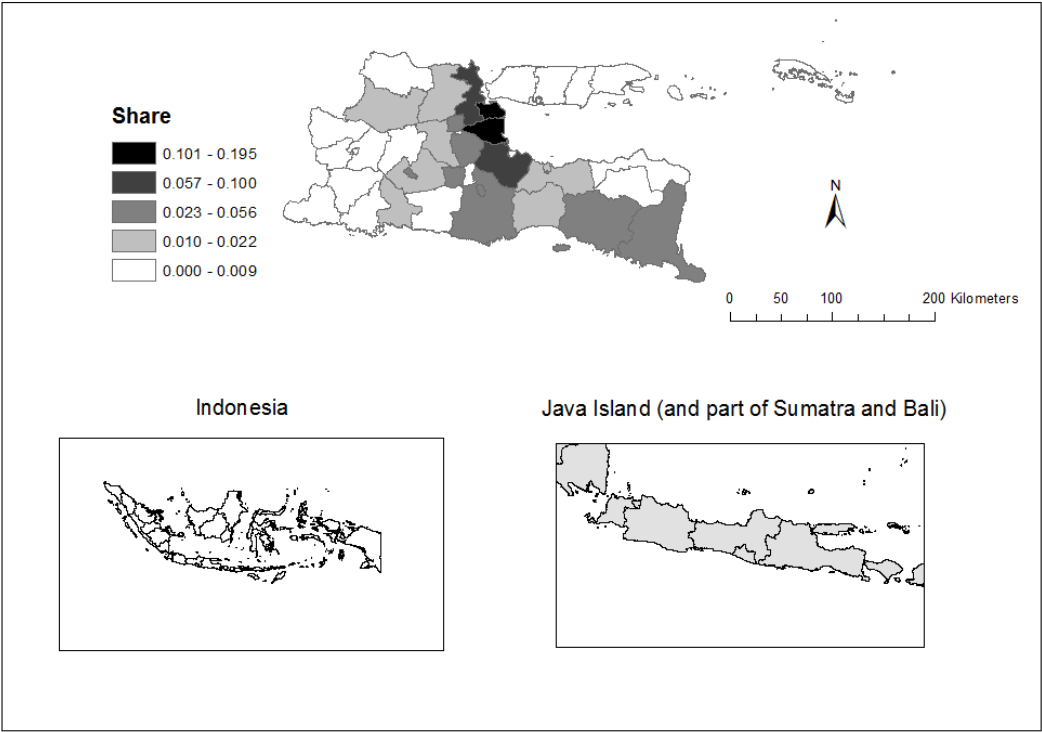 Share
0.101 - 0.195
0.057 - 0.100
0.023 - 0.056
0.010 - 0.022
0.000 - 0.009
N
0 50 100 200 Kilometers
Indonesia
Java Island (and part of Sumatra and Bali)